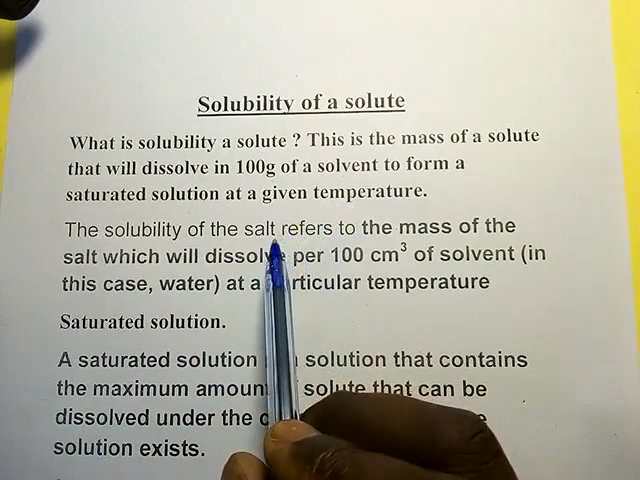 Solubility of a solute
What is solubility a solute ? This is the mass of a solute
that will dissolve in 100g of a solvent to form a
saturated solution at a given temperature.
The solubility of the salt refers to the mass of the
salt which will dissolve per 100 cm³ of solvent (in
this case, water) at a particular temperature
Saturated solution.
A saturated solution solution that contains
the maximum amount solute that can be
dissolved under the
solution exists.